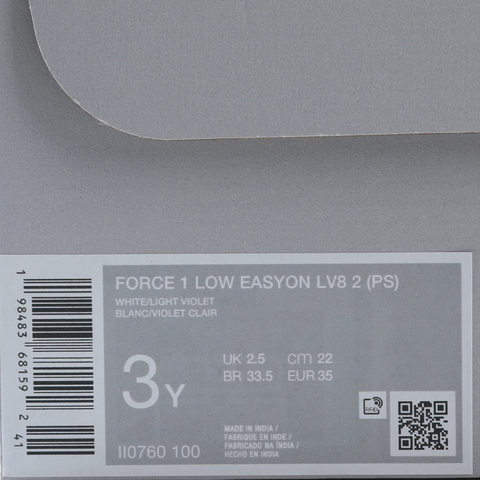 FORCE 1 LOW EASYON LV8 2 (PS)
WHITE/LIGHT VIOLET
BLANC/VIOLET CLAIR
3Y
UK 2.5 cm 22
BR 33.5 EUR 35
II0760 100
MADE IN INDIA /
FABRIQUE EN INDE /
FABRICADO NA ÍNDIA /
HECHO EN INDIA
RFID
1 98483 68159 2 41